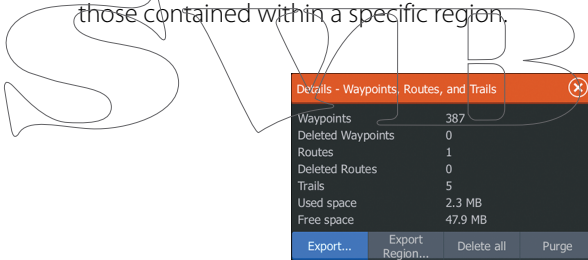 those contained within a specific region.
SVB
Details - Waypoints, Routes, and Trails
Waypoints 387
Deleted Waypoints 0
Routes 1
Deleted Routes 0
Trails 5
Used space 2.3 MB
Free space 47.9 MB
Export... Export Region... Delete all Purge